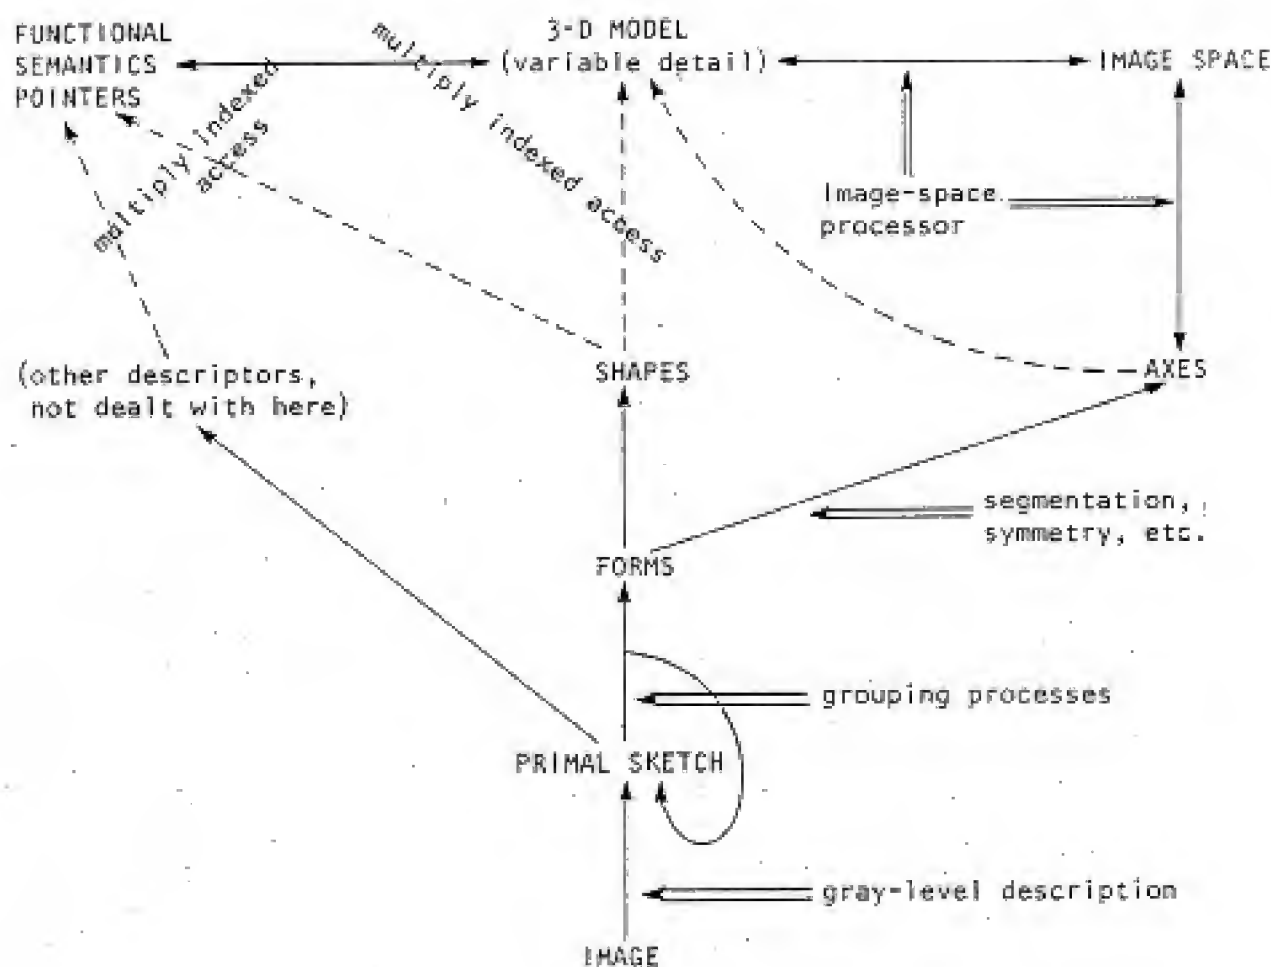 FUNCTIONAL
SEMANTICS
POINTERS
multiply indexed
access
multiply indexed access
3-D MODEL
(variable detail)
IMAGE SPACE
Image-space
processor
(other descriptors,
not dealt with here)
SHAPES
AXES
segmentation,
symmetry, etc.
FORMS
grouping processes
PRIMAL SKETCH
gray-level description
IMAGE